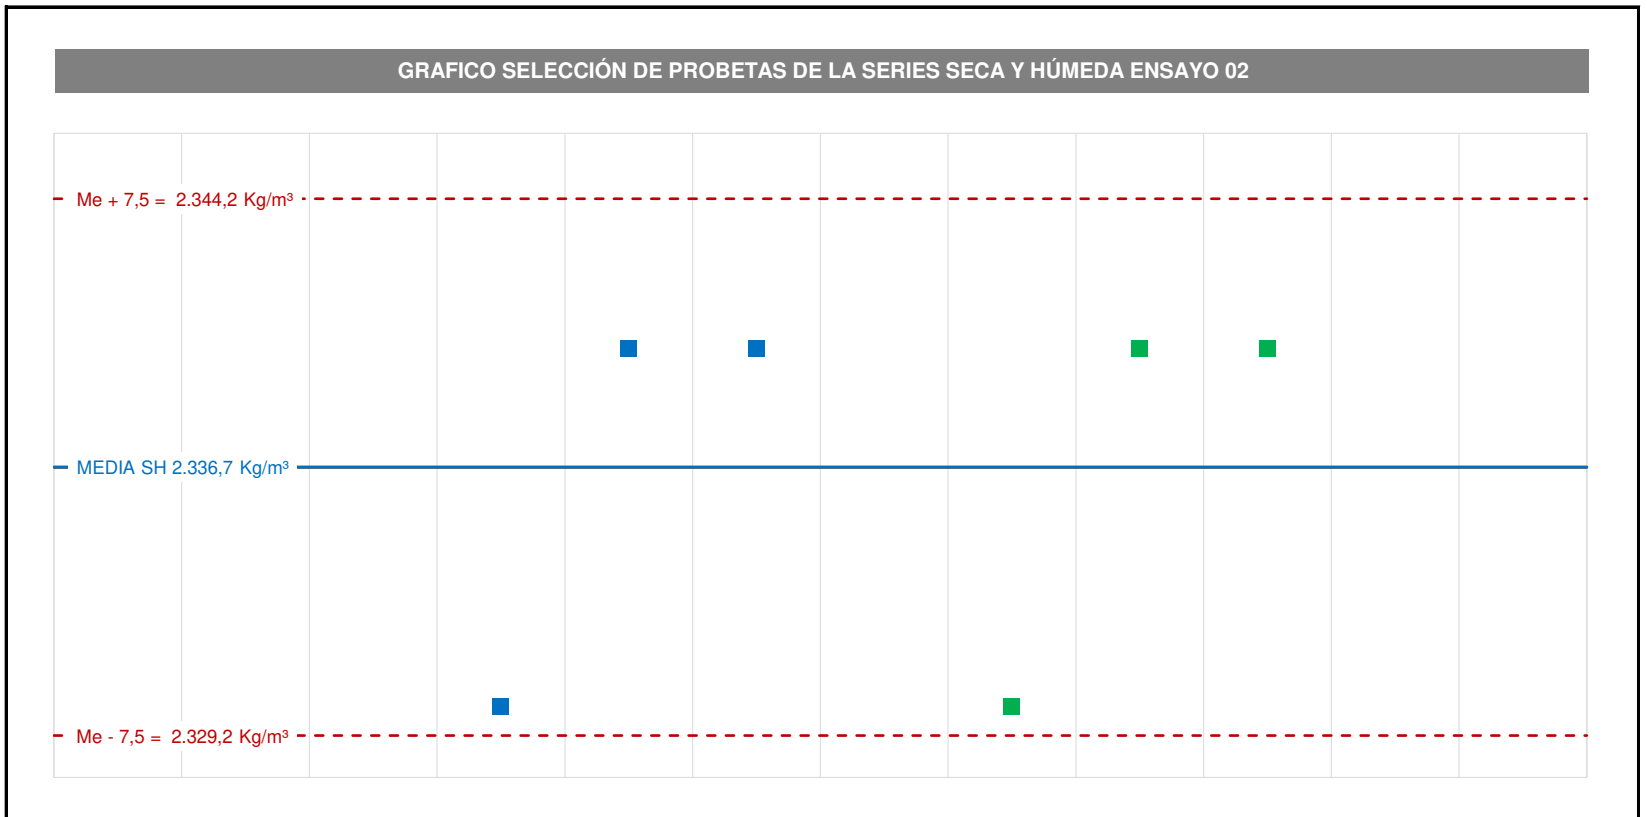 GRAFICO SELECCIÓN DE PROBETAS DE LA SERIES SECA Y HÚMEDA ENSAYO 02
Me + 7,5 = 2.344,2 Kg/m³
MEDIA SH 2.336,7 Kg/m³
Me - 7,5 = 2.329,2 Kg/m³